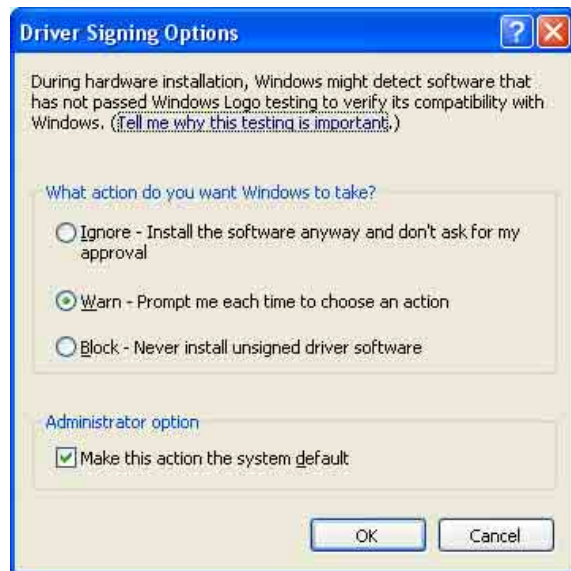 Driver Signing Options
During hardware installation, Windows might detect software that
has not passed Windows Logo testing to verify its compatibility with
Windows. (Tell me why this testing is important.)
What action do you want Windows to take?
Ignore - Install the software anyway and don't ask for my
approval
Warn - Prompt me each time to choose an action
Block - Never install unsigned driver software
Administrator option
Make this action the system default
OK Cancel